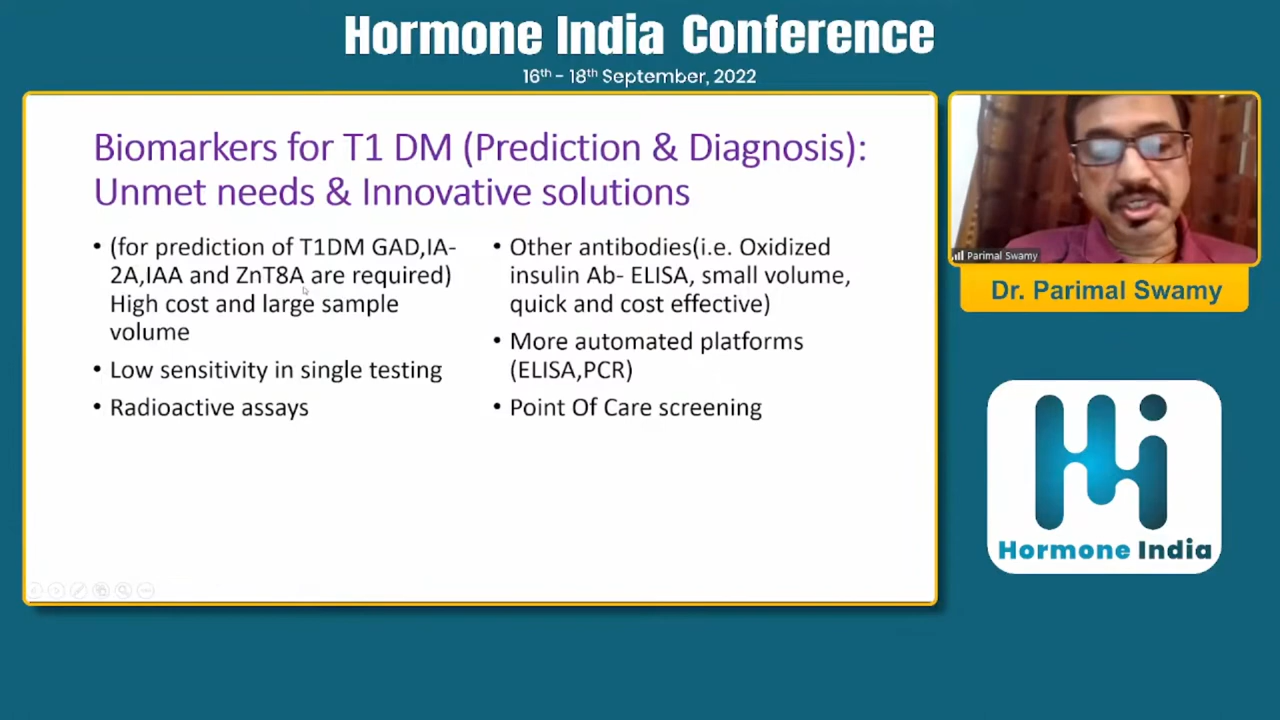 Hormone India Conference
16th - 18th September, 2022
Biomarkers for T1 DM (Prediction & Diagnosis):
Unmet needs & Innovative solutions
• (for prediction of T1DM GAD,IA-
2A,IAA and ZnT8A are required)
High cost and large sample
volume
• Low sensitivity in single testing
• Radioactive assays
• Other antibodies(i.e. Oxidized
insulin Ab- ELISA, small volume,
quick and cost effective)
• More automated platforms
(ELISA,PCR)
• Point Of Care screening
Parimal Swamy
Dr. Parimal Swamy
Hi
Hormone India